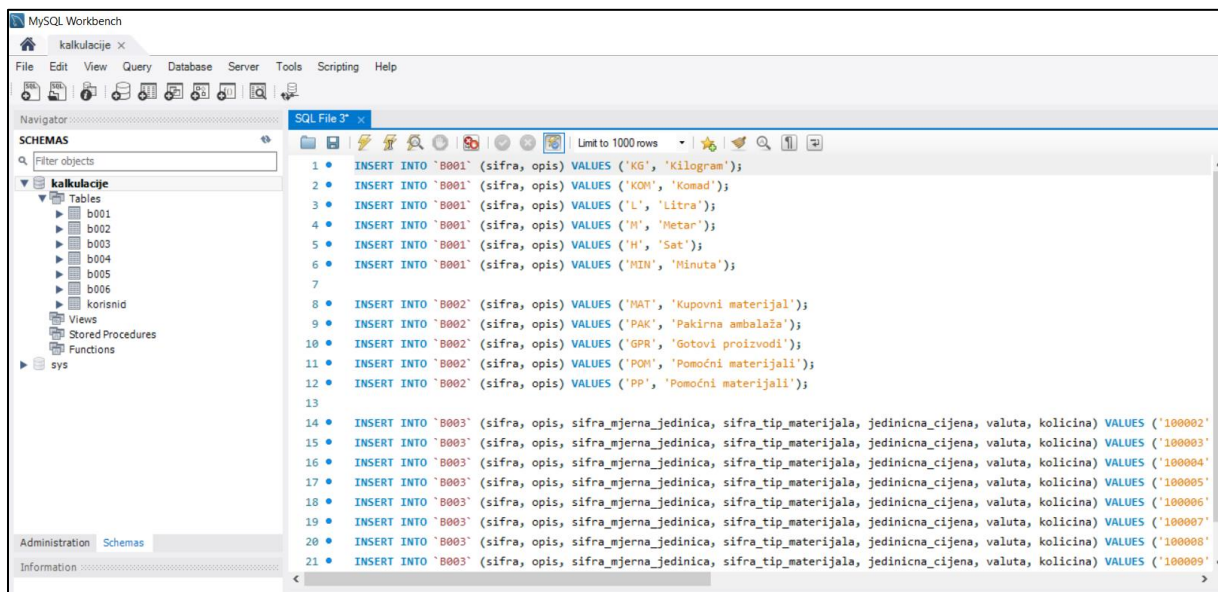 MySQL Workbench
kalkulacije ×
File Edit View Query Database Server Tools Scripting Help
Navigator
SCHEMAS
Filter objects
kalkulacije
Tables
b001
b002
b003
b004
b005
b006
korisnid
Views
Stored Procedures
Functions
sys
Administration Schemas
Information
SQL File 3* ×
Limit to 1000 rows
1 INSERT INTO `B001` (sifra, opis) VALUES ('KG', 'Kilogram');
2 INSERT INTO `B001` (sifra, opis) VALUES ('KOM', 'Komad');
3 INSERT INTO `B001` (sifra, opis) VALUES ('L', 'Litra');
4 INSERT INTO `B001` (sifra, opis) VALUES ('M', 'Metar');
5 INSERT INTO `B001` (sifra, opis) VALUES ('H', 'Sat');
6 INSERT INTO `B001` (sifra, opis) VALUES ('MIN', 'Minuta');
7
8 INSERT INTO `B002` (sifra, opis) VALUES ('MAT', 'Kupovni materijal');
9 INSERT INTO `B002` (sifra, opis) VALUES ('PAK', 'Pakirna ambalaža');
10 INSERT INTO `B002` (sifra, opis) VALUES ('GPR', 'Gotovi proizvodi');
11 INSERT INTO `B002` (sifra, opis) VALUES ('POM', 'Pomoćni materijali');
12 INSERT INTO `B002` (sifra, opis) VALUES ('PP', 'Pomoćni materijali');
13
14 INSERT INTO `B003` (sifra, opis, sifra_mjerna_jedinica, sifra_tip_materijala, jedinicna_cijena, valuta, kolicina) VALUES ('100002'
15 INSERT INTO `B003` (sifra, opis, sifra_mjerna_jedinica, sifra_tip_materijala, jedinicna_cijena, valuta, kolicina) VALUES ('100003'
16 INSERT INTO `B003` (sifra, opis, sifra_mjerna_jedinica, sifra_tip_materijala, jedinicna_cijena, valuta, kolicina) VALUES ('100004'
17 INSERT INTO `B003` (sifra, opis, sifra_mjerna_jedinica, sifra_tip_materijala, jedinicna_cijena, valuta, kolicina) VALUES ('100005'
18 INSERT INTO `B003` (sifra, opis, sifra_mjerna_jedinica, sifra_tip_materijala, jedinicna_cijena, valuta, kolicina) VALUES ('100006'
19 INSERT INTO `B003` (sifra, opis, sifra_mjerna_jedinica, sifra_tip_materijala, jedinicna_cijena, valuta, kolicina) VALUES ('100007'
20 INSERT INTO `B003` (sifra, opis, sifra_mjerna_jedinica, sifra_tip_materijala, jedinicna_cijena, valuta, kolicina) VALUES ('100008'
21 INSERT INTO `B003` (sifra, opis, sifra_mjerna_jedinica, sifra_tip_materijala, jedinicna_cijena, valuta, kolicina) VALUES ('100009'